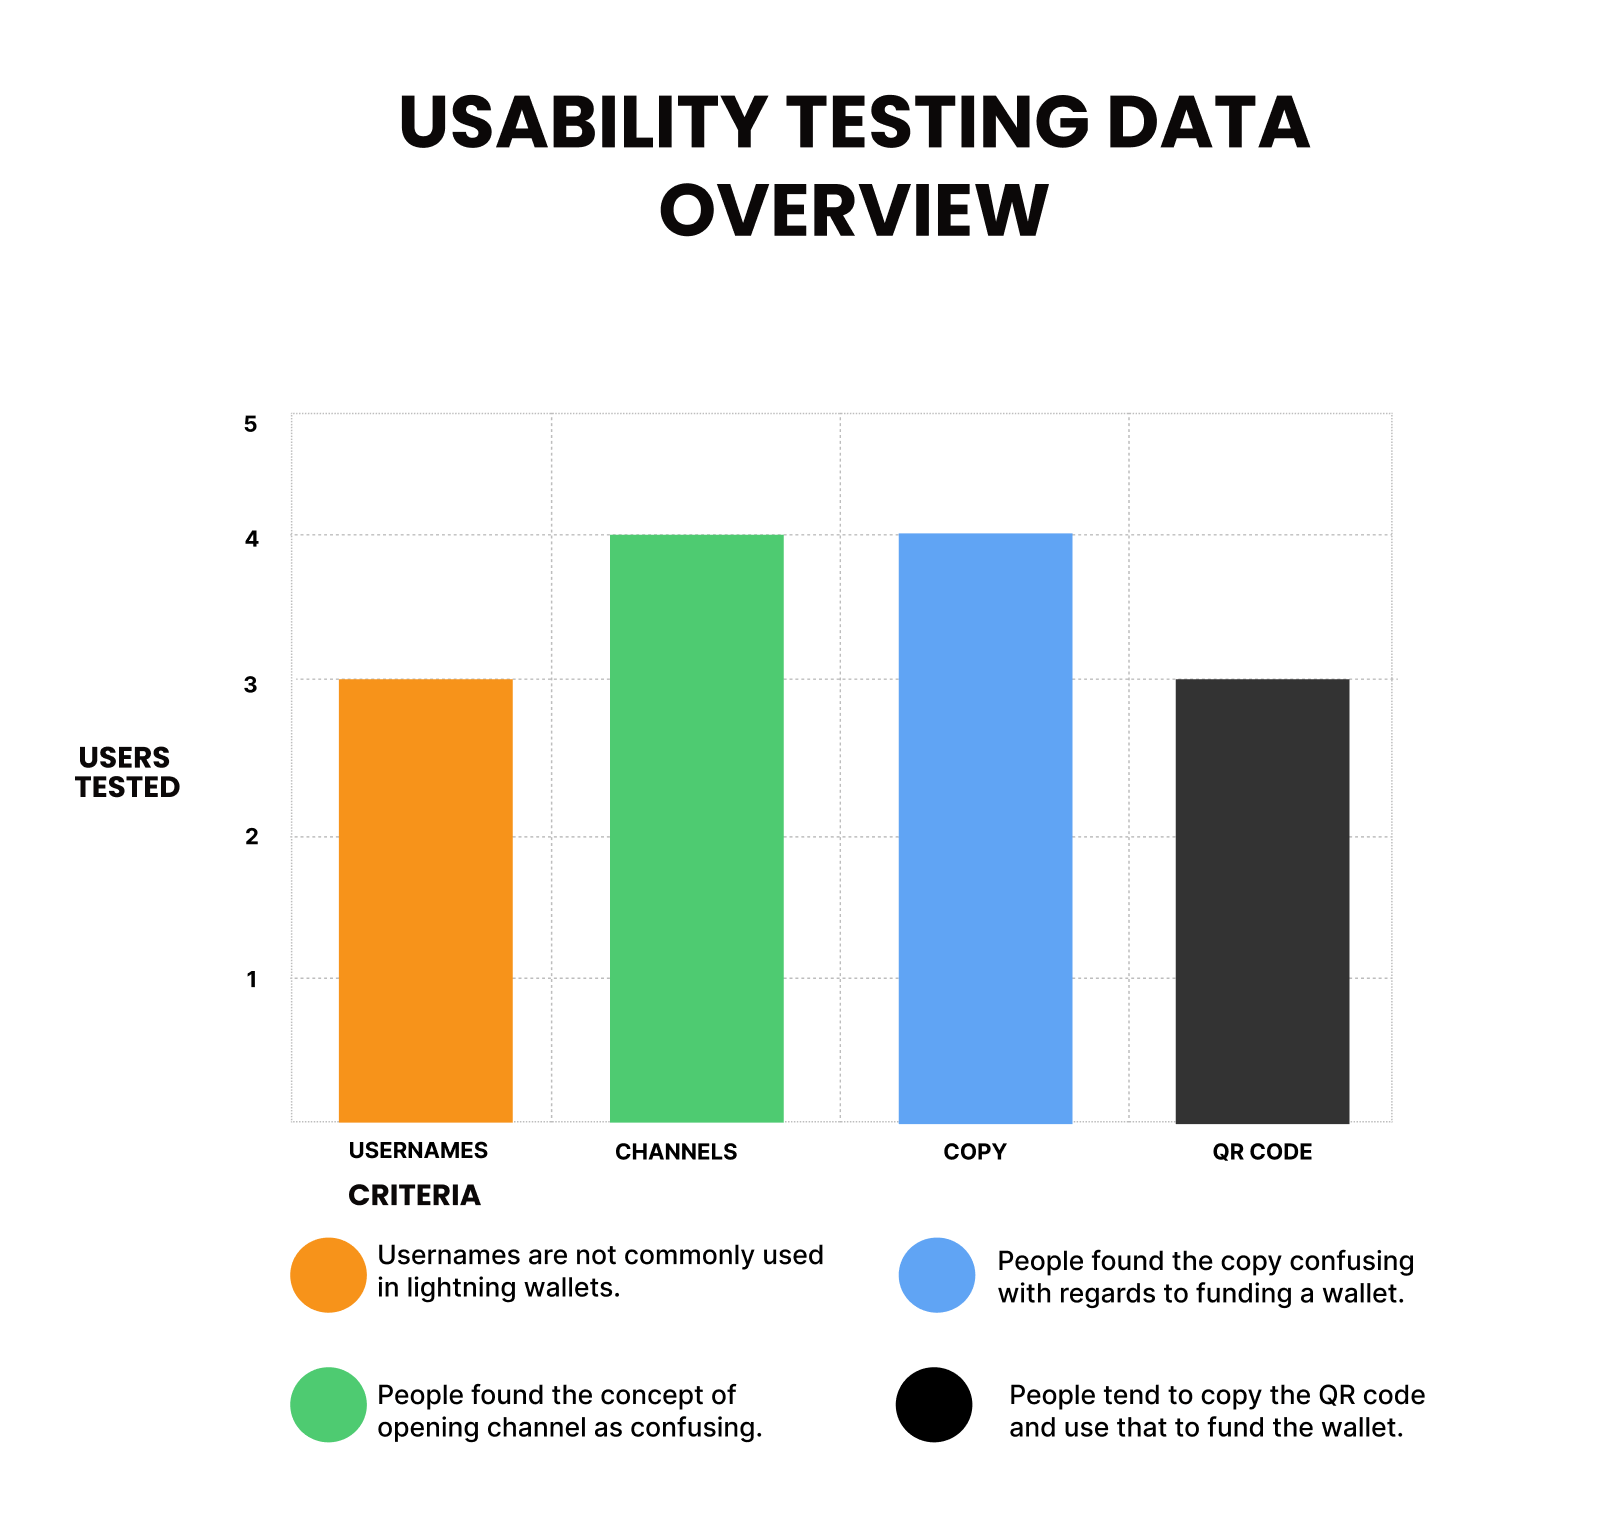 USABILITY TESTING DATA
OVERVIEW
5
4
3
USERS
TESTED
2
1
USERNAMES
CHANNELS
COPY
QR CODE
CRITERIA
Usernames are not commonly used
in lightning wallets.
People found the copy confusing
with regards to funding a wallet.
People found the concept of
opening channel as confusing.
People tend to copy the QR code
and use that to fund the wallet.